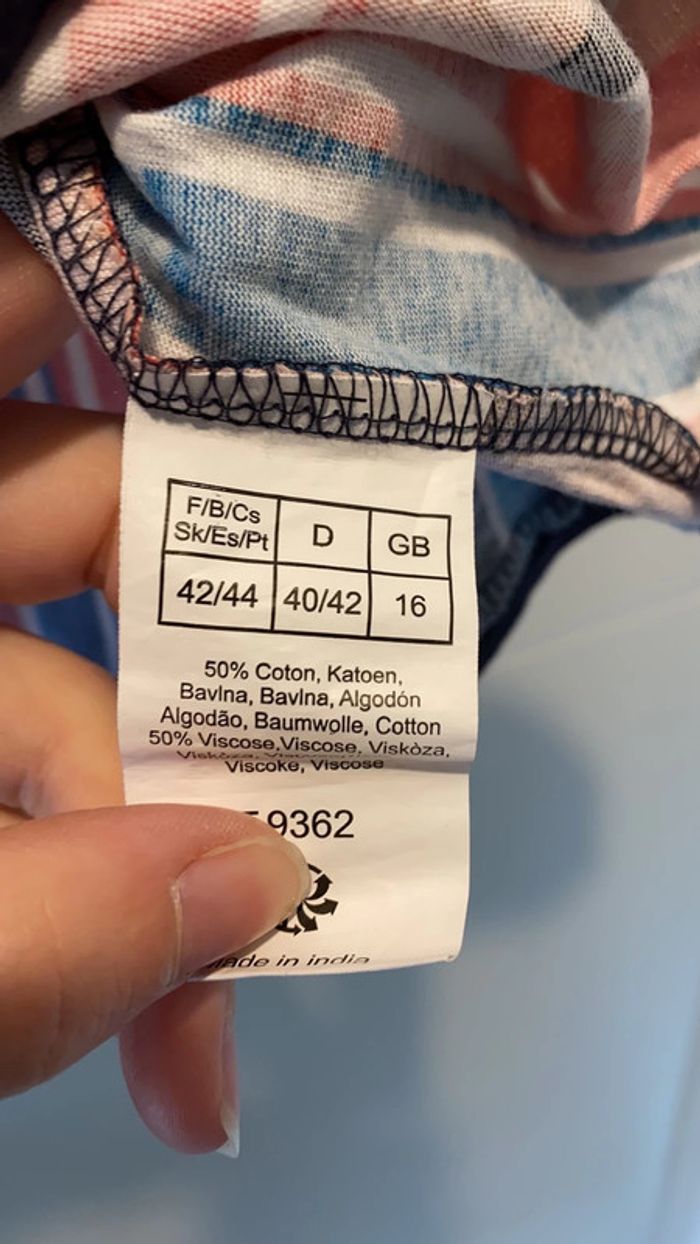 F/B/Cs
Sk/Es/Pt
D
GB
42/44
40/42
16
50% Coton, Katoen,
Bavlna, Bavlna, Algodón
Algodão, Baumwolle, Cotton
50% Viscose,Viscose, Viskòza,
Viscoke, Viscose
9362
made in india